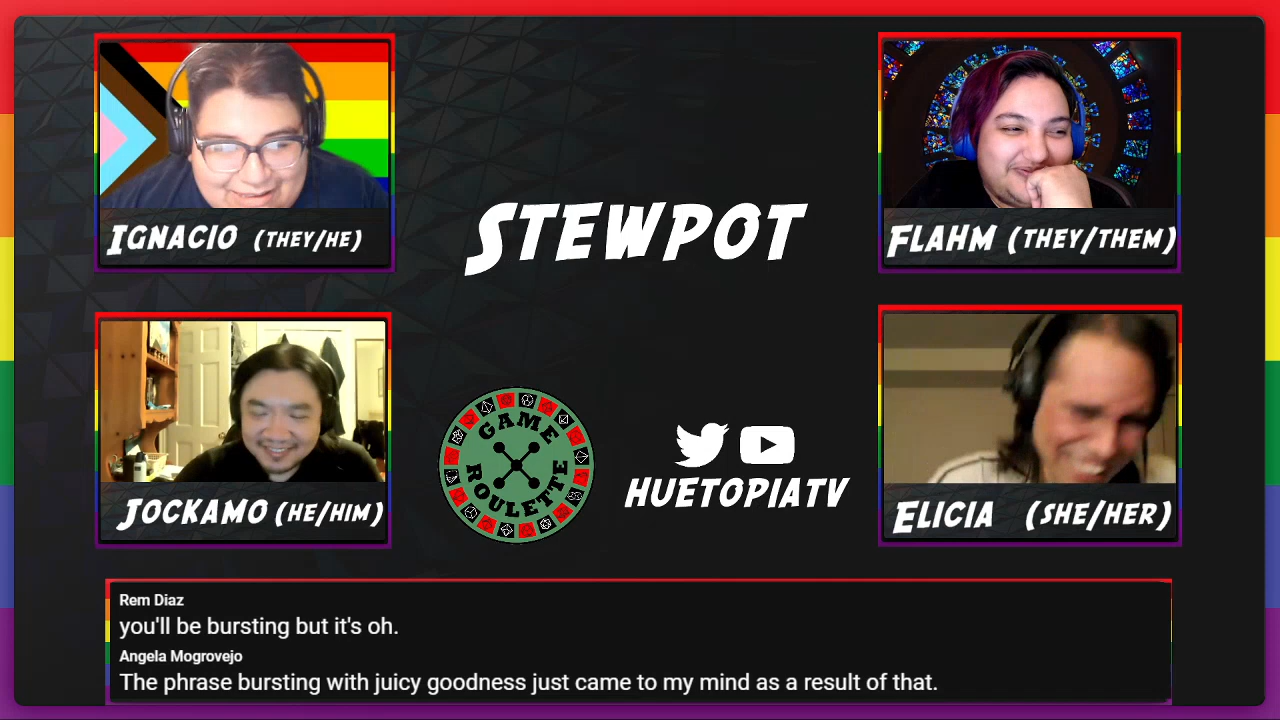 IGNACIO (THEY/HE)
FLAHM (THEY/THEM)
STEWPOT
JOCKAMO (HE/HIM)
GAME
ROULETTE
HUETOPIATV
ELICIA (SHE/HER)
Rem Diaz
you'll be bursting but it's oh.
Angela Mogrovejo
The phrase bursting with juicy goodness just came to my mind as a result of that.